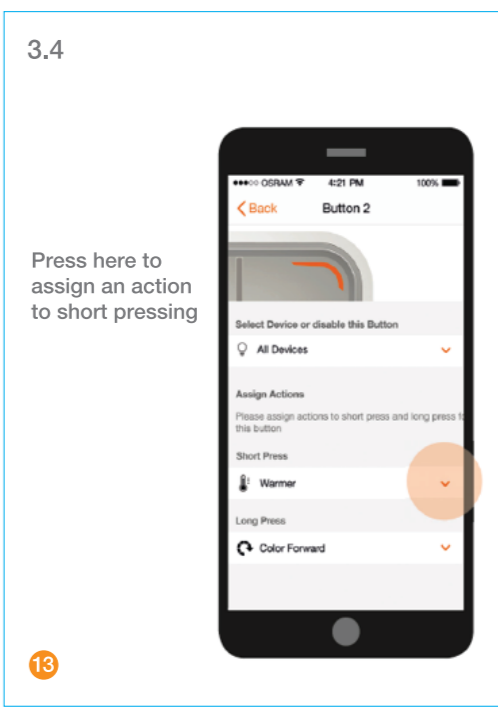 3.4
Press here to
assign an action
to short pressing
OSRAM 4:21 PM 100%
Back Button 2
Select Device or disable this Button
All Devices
Assign Actions
Please assign actions to short press and long press f
this button
Short Press
Warmer
Long Press
Color Forward
13